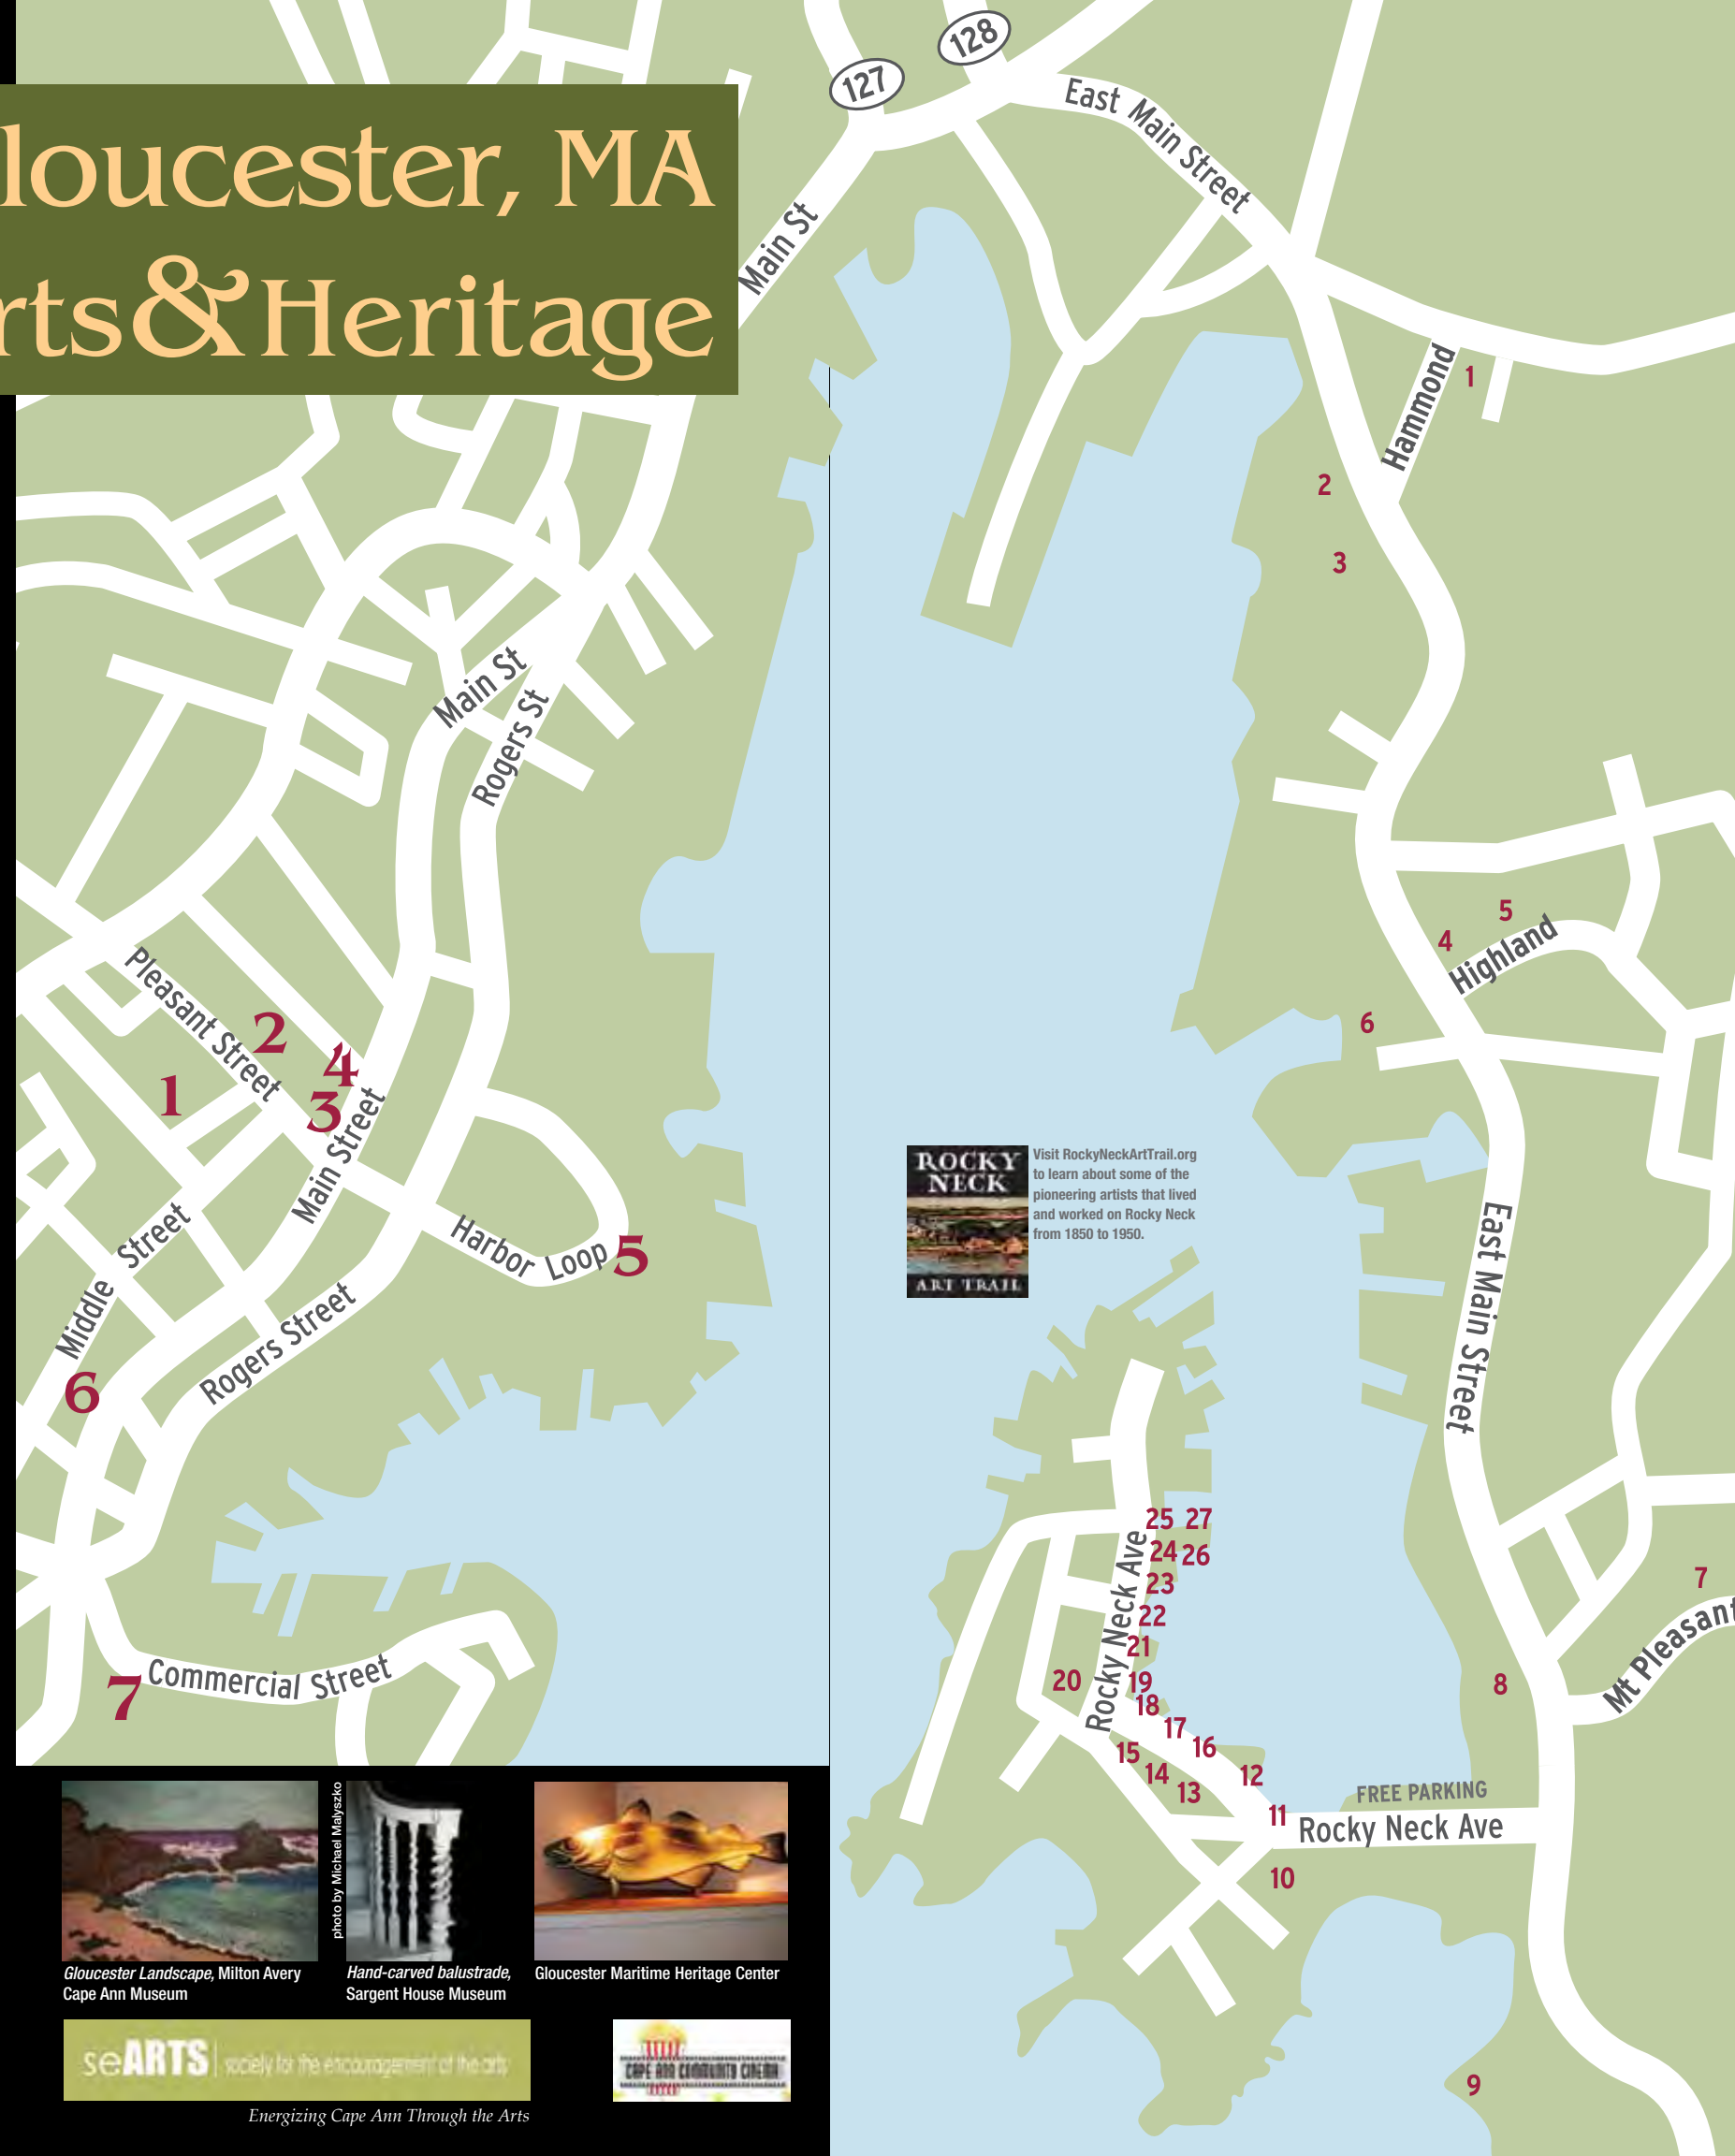 loucester, MA
rts & Heritage
127
128
East Main Street
Main St
Hammond
1
2
3
Main St
Rogers St
Pleasant Street
2
4
1
3
Main Street
Middle Street
Harbor Loop
5
Rogers Street
6
Commercial Street
7
5
4
Highland
6
ROCKY
NECK
ART TRAIL
Visit RockyNeckArtTrail.org
to learn about some of the
pioneering artists that lived
and worked on Rocky Neck
from 1850 to 1950.
East Main Street
25 27
24 26
23
22
21
20
19
18
17
16
15
14
13
12
11
10
Rocky Neck Ave
7
Mt Pleasant
8
FREE PARKING
Rocky Neck Ave
9
photo by Michael Malyszko
Gloucester Landscape, Milton Avery
Cape Ann Museum
Hand-carved balustrade,
Sargent House Museum
Gloucester Maritime Heritage Center
seARTS | society for the encouragement of the arts
Energizing Cape Ann Through the Arts
CAPE ANN COMMUNITY CINEMA